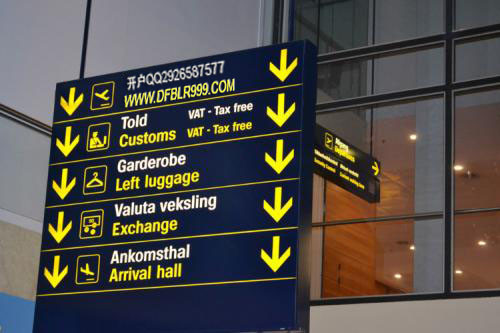 开户QQ2926587577
WWW.DFBLR999.COM
Told VAT - Tax free
Customs VAT - Tax free
Garderobe
Left luggage
Valuta veksling
Exchange
Ankomsthal
Arrival hall